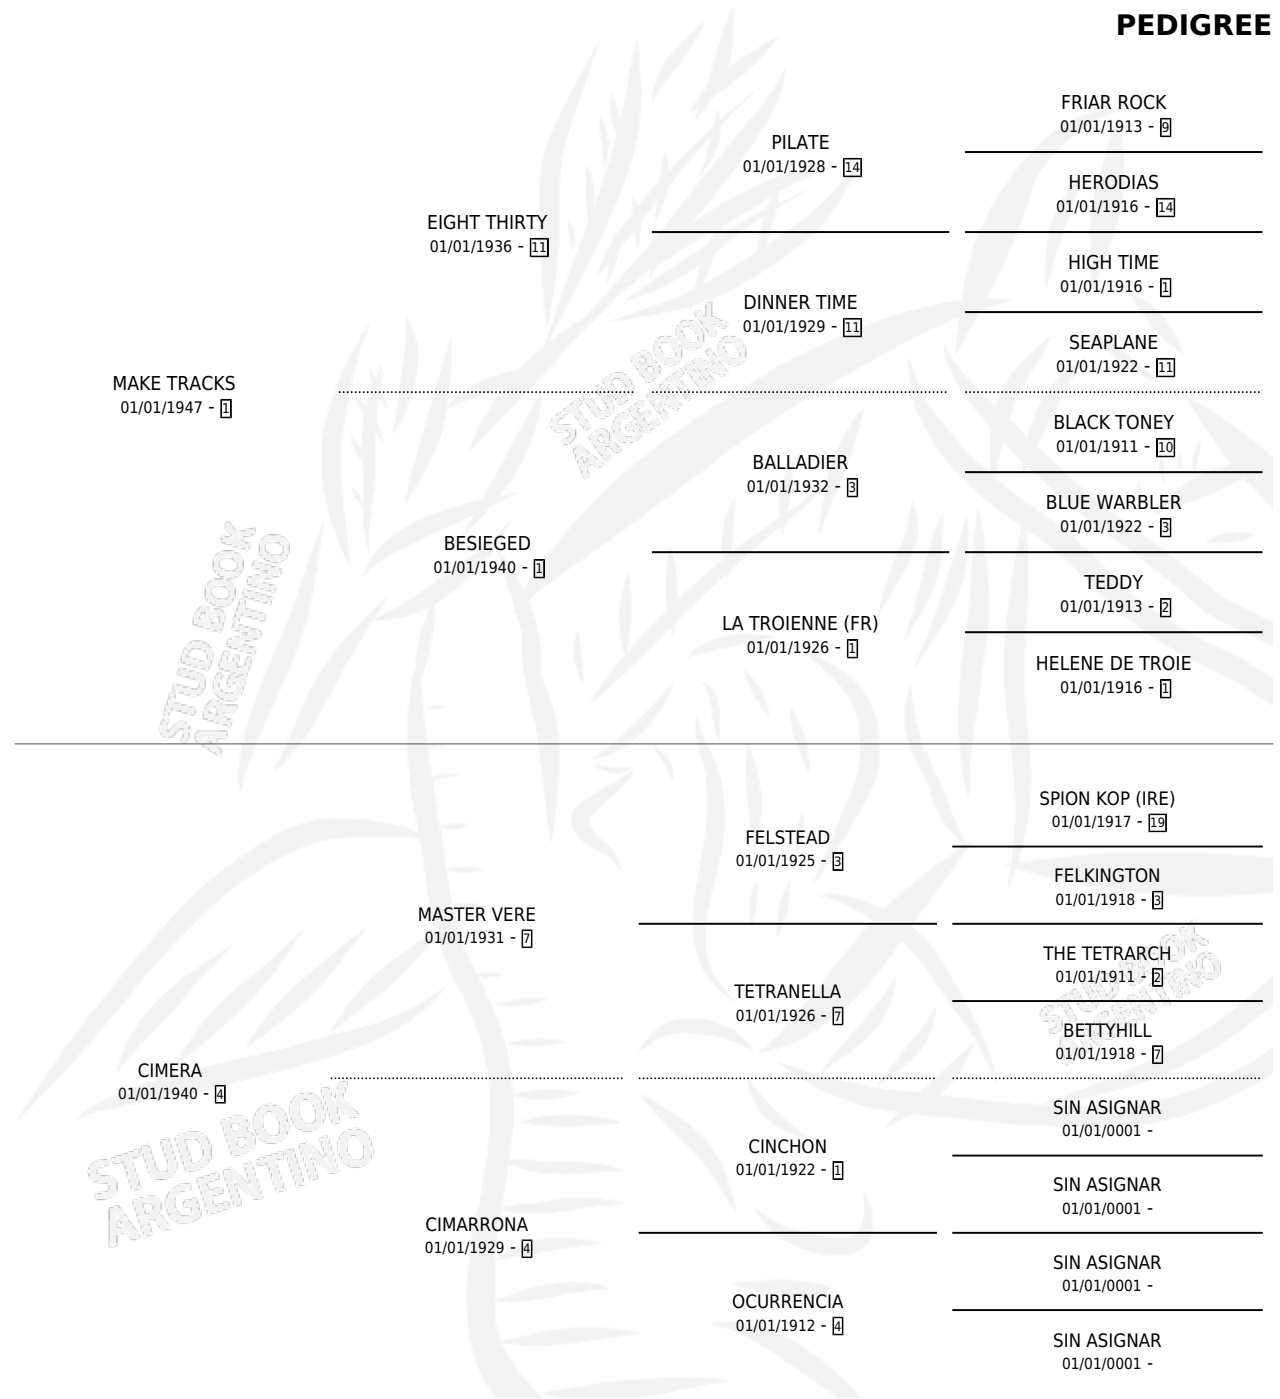 PEDIGREE
FRIAR ROCK
01/01/1913 - 9
PILATE
01/01/1928 - 14
HERODIAS
01/01/1916 - 14
EIGHT THIRTY
01/01/1936 - 11
HIGH TIME
01/01/1916 - 1
DINNER TIME
01/01/1929 - 11
SEAPLANE
01/01/1922 - 11
MAKE TRACKS
01/01/1947 - 1
BLACK TONEY
01/01/1911 - 10
BALLADIER
01/01/1932 - 3
BLUE WARBLER
01/01/1922 - 3
BESIEGED
01/01/1940 - 1
TEDDY
01/01/1913 - 2
LA TROIENNE (FR)
01/01/1926 - 1
HELENE DE TROIE
01/01/1916 - 1
SPION KOP (IRE)
01/01/1917 - 19
FELSTEAD
01/01/1925 - 3
FELKINGTON
01/01/1918 - 3
MASTER VERE
01/01/1931 - 7
THE TETRARCH
01/01/1911 - 2
TETRANELLA
01/01/1926 - 7
BETTYHILL
01/01/1918 - 7
CIMERA
01/01/1940 - 4
SIN ASIGNAR
01/01/0001 -
CINCHON
01/01/1922 - 1
SIN ASIGNAR
01/01/0001 -
CIMARRONA
01/01/1929 - 4
SIN ASIGNAR
01/01/0001 -
OCURRENCIA
01/01/1912 - 4
SIN ASIGNAR
01/01/0001 -
STUD BOOK
ARGENTINO
STUD BOOK
ARGENTINO
STUD BOOK
ARGENTINO
STUD BOOK
ARGENTINO